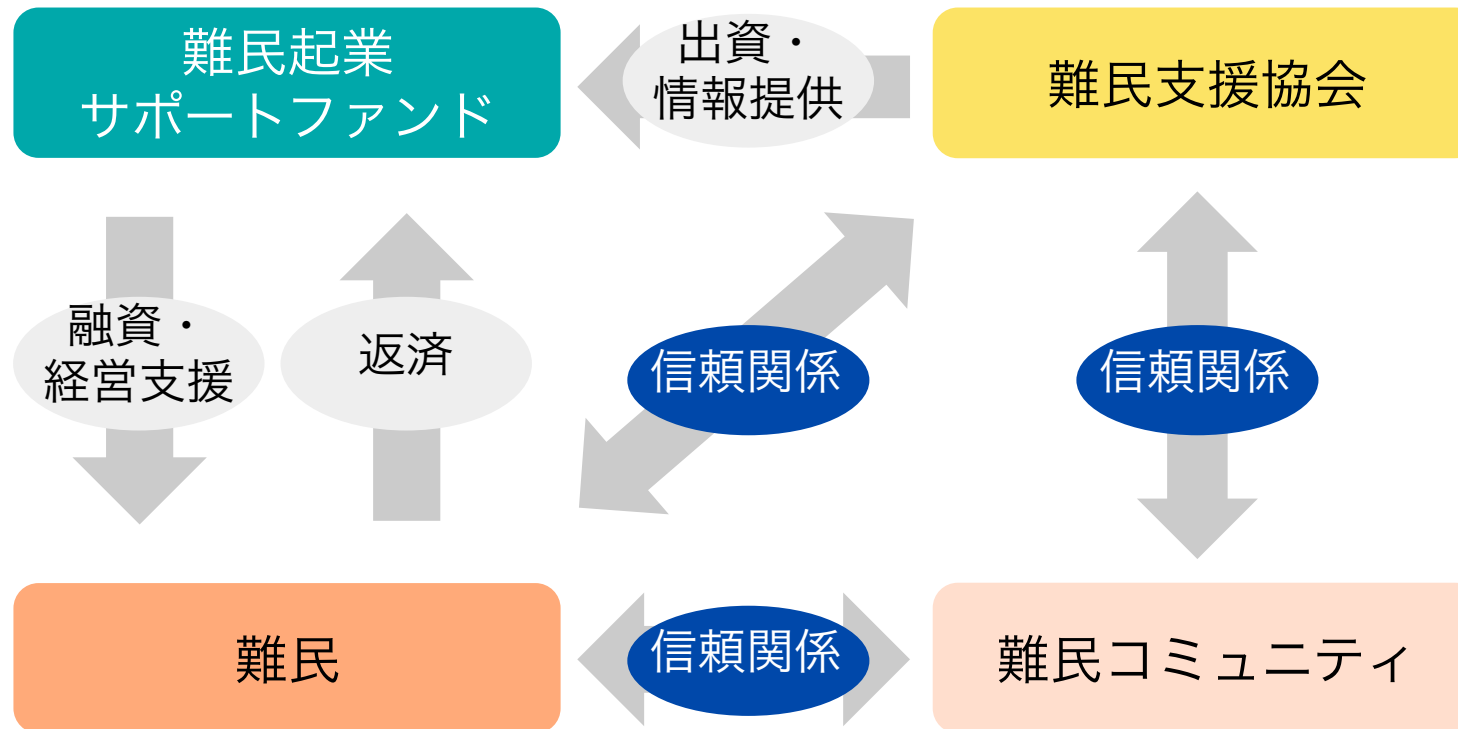 難民起業
サポートファンド
出資・
情報提供
難民支援協会
融資・
経営支援
返済
信頼関係
信頼関係
難民
信頼関係
難民コミュニティ